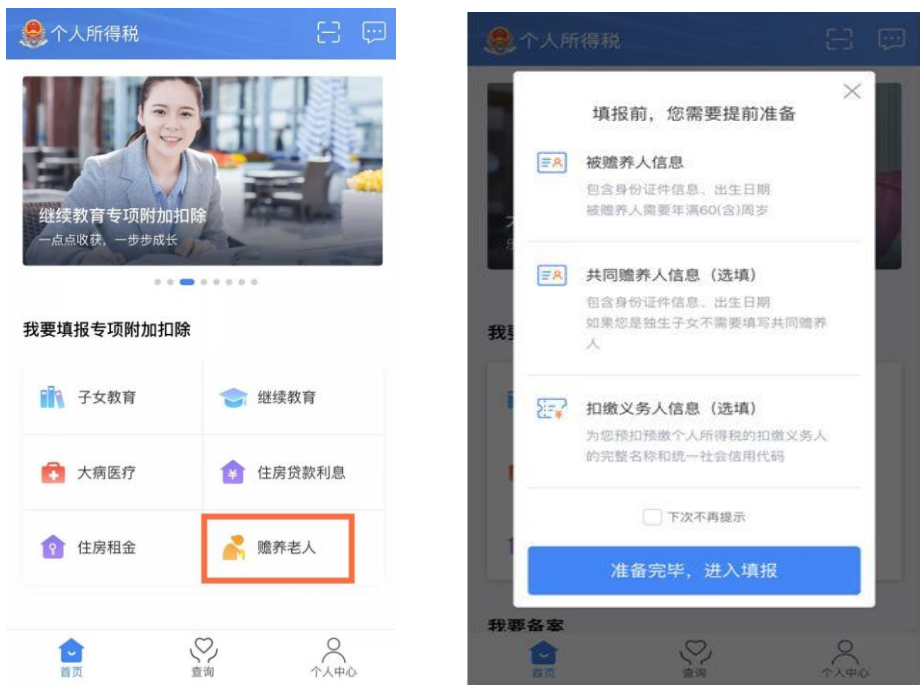 个人所得税
继续教育专项附加扣除
一点点收获，一步步成长
我要填报专项附加扣除
子女教育
继续教育
大病医疗
住房贷款利息
住房租金
赡养老人
首页
查询
个人中心
个人所得税
填报前，您需要提前准备
被赡养人信息
包含身份证件信息、出生日期
被赡养人需要年满60(含)周岁
共同赡养人信息（选填）
包含身份证件信息、出生日期
如果您是独生子女不需要填写共同赡养
人
我要
扣缴义务人信息（选填）
为您预扣预缴个人所得税的扣缴义务人
的完整名称和统一社会信用代码
下次不再提示
准备完毕，进入填报
我要备案
首页
查询
个人中心